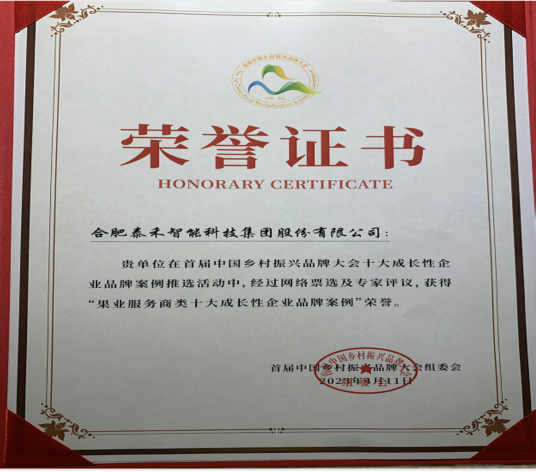 荣誉证书
HONORARY CERTIFICATE
合肥泰禾智能科技集团股份有限公司：
贵单位在首届中国乡村振兴品牌大会十大成长性企
业品牌案例推选活动中，经过网络票选及专家评议，获得
“果业服务商类十大成长性企业品牌案例”荣誉。
首届中国乡村振兴品牌大会组委会